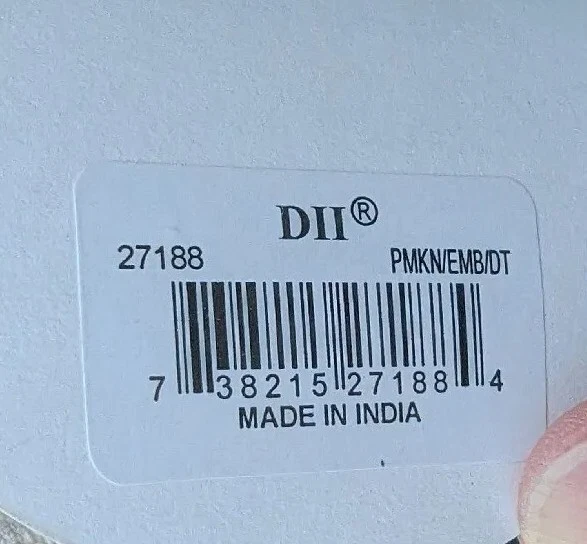 DII®
27188 PMKN/EMB/DT
7 38215 27188 4
MADE IN INDIA